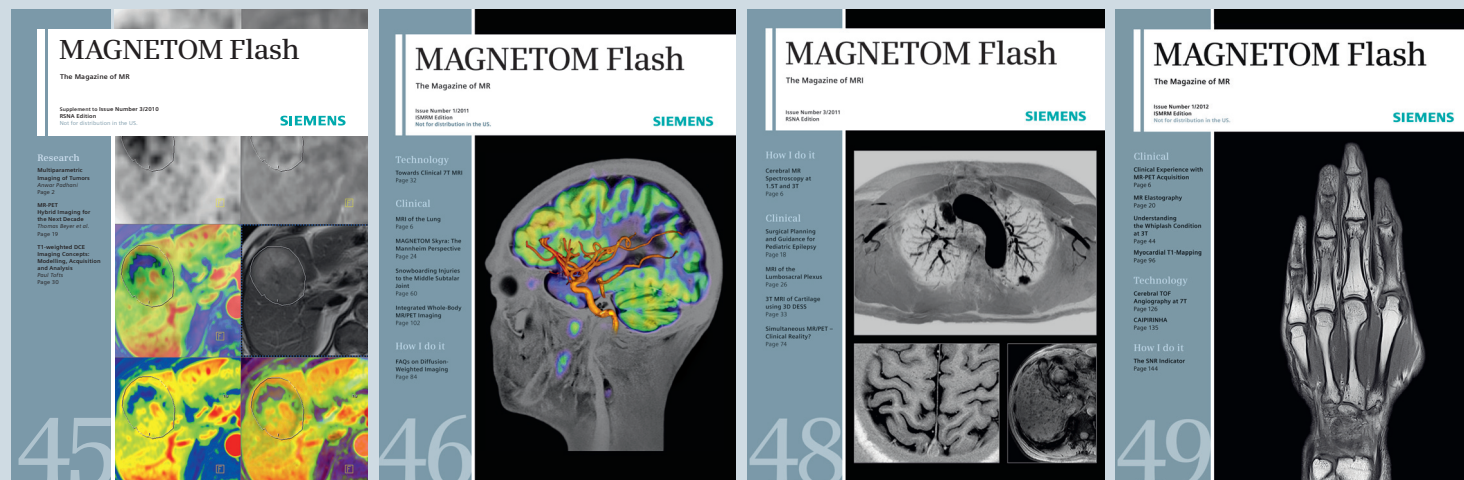 MAGNETOM Flash
The Magazine of MR
Supplement to Issue Number 3/2010
RSNA Edition
Not for distribution in the US.
SIEMENS
Research
Multiparametric
Imaging of Tumors
Anwar Padhani
Page 2
MR-PET
Hybrid Imaging for
the Next Decade
Thomas Beyer et al.
Page 15
T1-weighted DCE
Imaging Concepts:
Modelling, Acquisition
and Analysis
Paul Tofts
Page 30
45
MAGNETOM Flash
The Magazine of MR
Issue Number 1/2011
ISMRM Edition
Not for distribution in the US.
SIEMENS
Technology
Towards Clinical 7T MRI
Page 32
Clinical
MRI of the Lung
Page 6
MAGNETOM Skyra: The
Mannheim Perspective
Page 24
Snowboarding Injuries
to the Middle Subtalar
Joint
Page 60
Integrated Whole-Body
MR/PET Imaging
Page 102
How I do it
FAQs on Diffusion-
Weighted Imaging
Page 84
46
MAGNETOM Flash
The Magazine of MRI
Issue Number 3/2011
RSNA Edition
SIEMENS
How I do it
Cerebral MR
Spectroscopy at
1.5T and 3T
Page 6
Clinical
Surgical Planning
and Guidance for
Pediatric Epilepsy
Page 18
MRI of the
Lumbosacral Plexus
Page 26
3T MRI of Cartilage
using 3D DESS
Page 33
Simultaneous MR/PET –
Clinical Reality?
Page 74
48
MAGNETOM Flash
The Magazine of MR
Issue Number 1/2012
ISMRM Edition
Not for distribution in the US.
SIEMENS
Clinical
Clinical Experience with
MR-PET Acquisition
Page 6
MR Elastography
Page 20
Understanding
the Whiplash Condition
at 3T
Page 44
Myocardial T1-Mapping
Page 96
Technology
Cerebral TOF
Angiography at 7T
Page 126
CAIPIRINHA
Page 135
How I do it
The SNR Indicator
Page 144
49